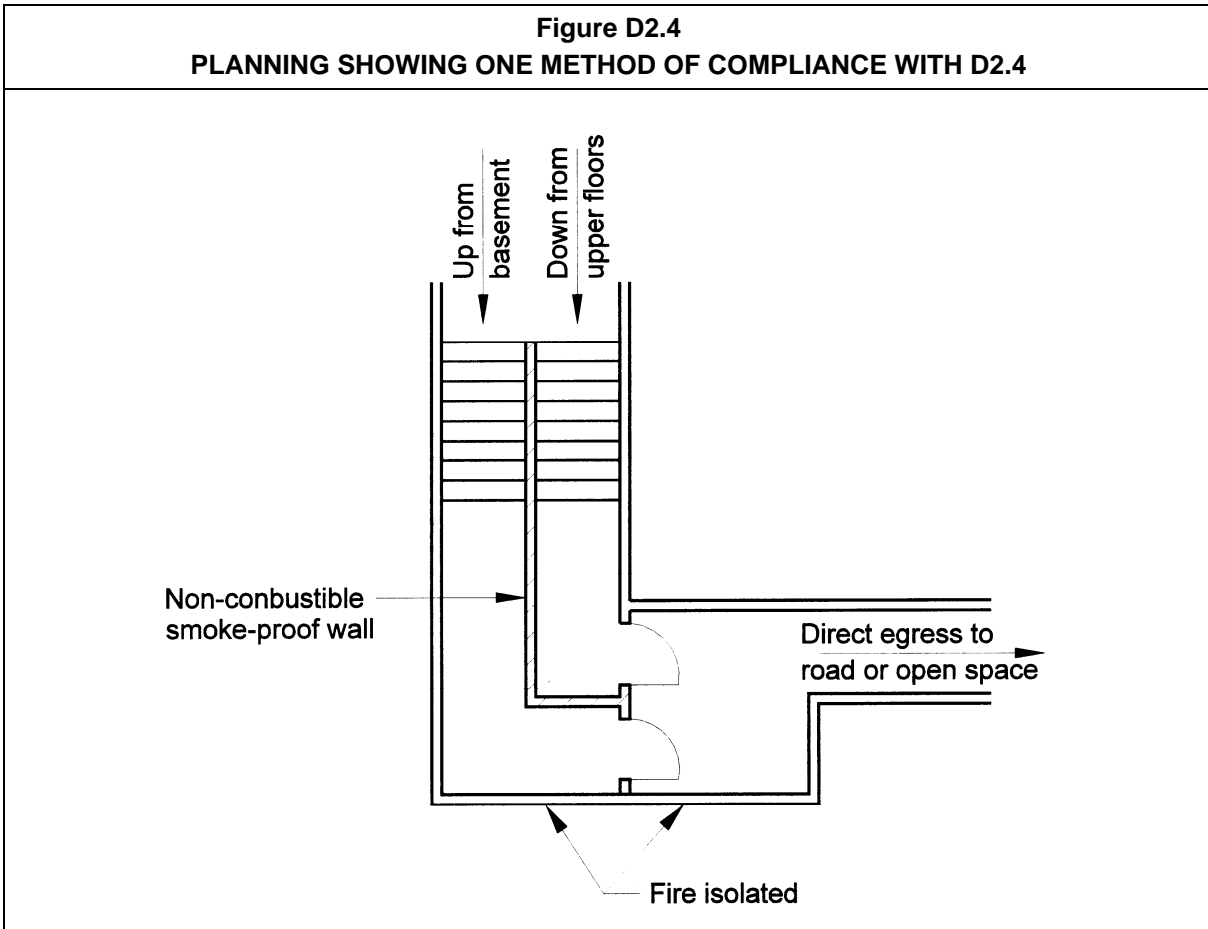 Figure D2.4
PLANNING SHOWING ONE METHOD OF COMPLIANCE WITH D2.4
Up from
basement
Down from
upper floors
Non-conbustible
smoke-proof wall
Direct egress to
road or open space
Fire isolated